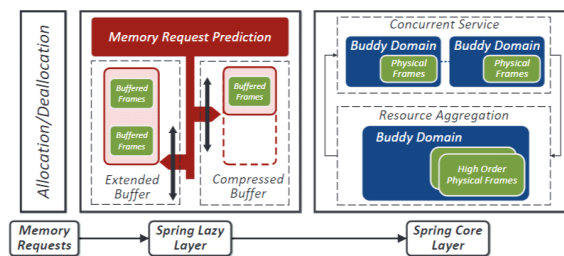 Allocation/Deallocation
Memory Request Prediction
Buffered
Frames
Buffered
Frames
Extended
Buffer
Buffered
Frames
Compressed
Buffer
Concurrent Service
Buddy Domain
Physical
Frames
Buddy Domain
Physical
Frames
Resource Aggregation
Buddy Domain
High Order
Physical Frames
Memory
Requests
Spring Lazy
Layer
Spring Core
Layer